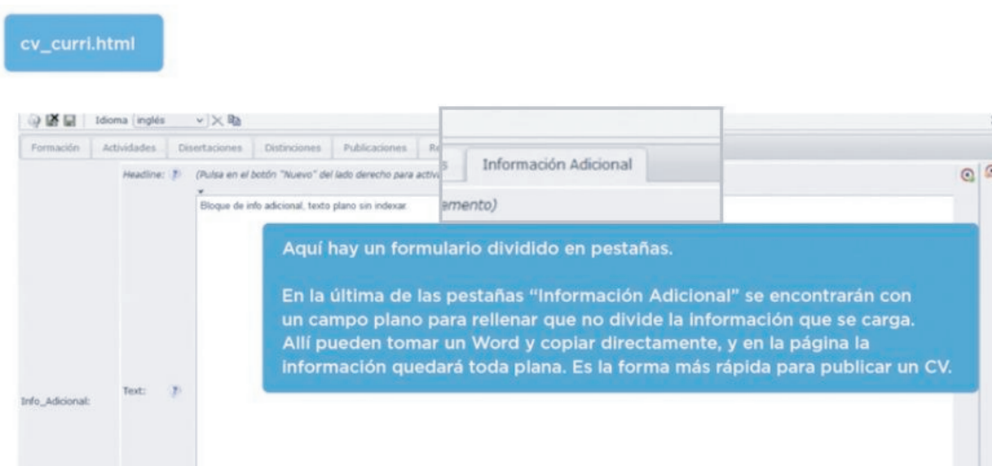 cv_curri.html
Idioma inglés
Formación Actividades Disertaciones Distinciones Publicaciones
Información Adicional
Headline: (Pulsa en el botón "Nuevo" del lado derecho para
emento)
Bloque de info adicional, texto plano sin indexar.
Aquí hay un formulario dividido en pestañas.
En la última de las pestañas “Información Adicional” se encontrarán con
un campo plano para rellenar que no divide la información que se carga.
Allí pueden tomar un Word y copiar directamente, y en la página la
información quedará toda plana. Es la forma más rápida para publicar un CV.
Text:
Info_Adicional: